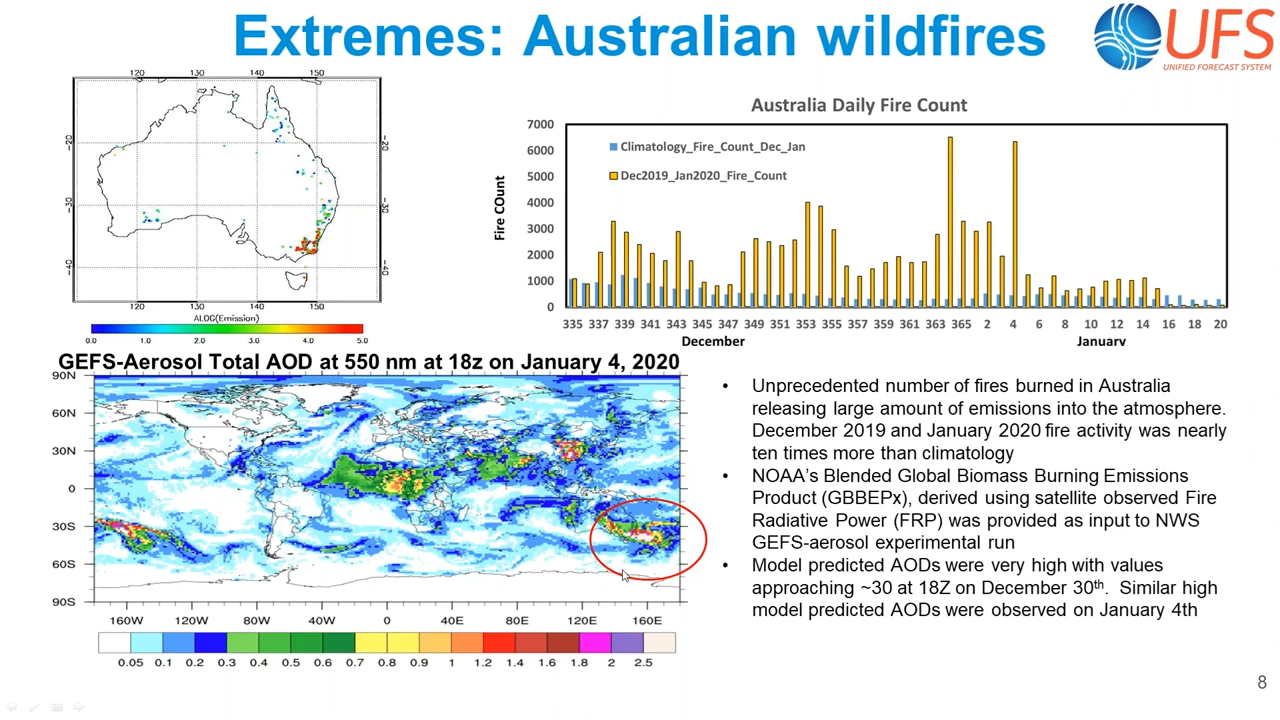 Extremes: Australian wildfires
UFS
UNIFIED FORECAST SYSTEM
120 130 140 150
-20 -20
-30 -30
-40 -40
120 130 140 150
ALOG(Emission)
0.0 1.0 2.0 3.0 4.0 5.0
Australia Daily Fire Count
Fire COunt
7000
6000
5000
4000
3000
2000
1000
0
Climatology_Fire_Count_Dec_Jan
Dec2019_Jan2020_Fire_Count
335 337 339 341 343 345 347 349 351 353 355 357 359 361 363 365 2 4 6 8 10 12 14 16 18 20
December January
GEFS-Aerosol Total AOD at 550 nm at 18z on January 4, 2020
90N
60N
30N
0
30S
60S
90S
160W 120W 80W 40W 0 40E 80E 120E 160E
0.05 0.1 0.2 0.3 0.4 0.5 0.6 0.7 0.8 0.9 1 1.2 1.4 1.6 1.8 2 2.5
• Unprecedented number of fires burned in Australia
releasing large amount of emissions into the atmosphere.
December 2019 and January 2020 fire activity was nearly
ten times more than climatology
• NOAA's Blended Global Biomass Burning Emissions
Product (GBBEPx), derived using satellite observed Fire
Radiative Power (FRP) was provided as input to NWS
GEFS-aerosol experimental run
• Model predicted AODs were very high with values
approaching ~30 at 18Z on December 30th. Similar high
model predicted AODs were observed on January 4th
8